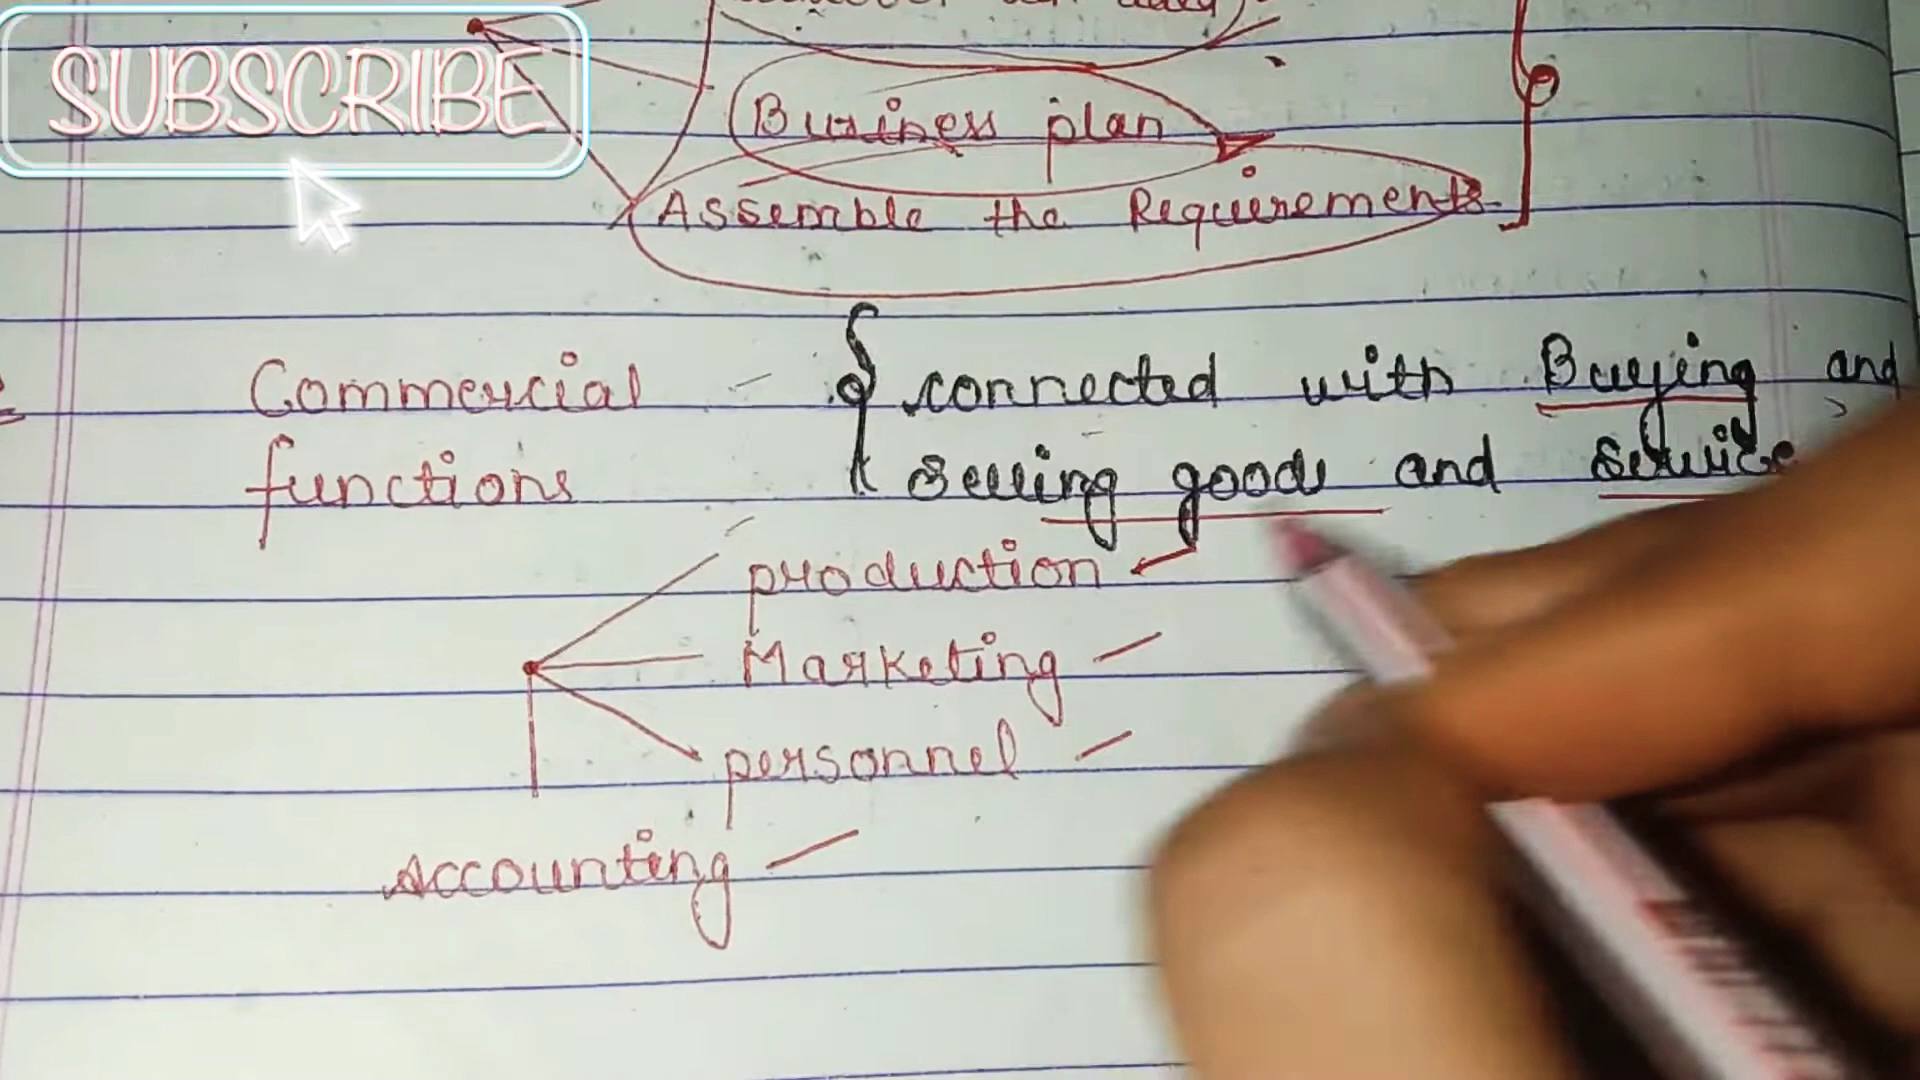 SUBSCRIBE
Business plan
Assemble the Requirements
Commercial - connected with Buying and
functions selling goods and service
production
Marketing
personnel
Accounting